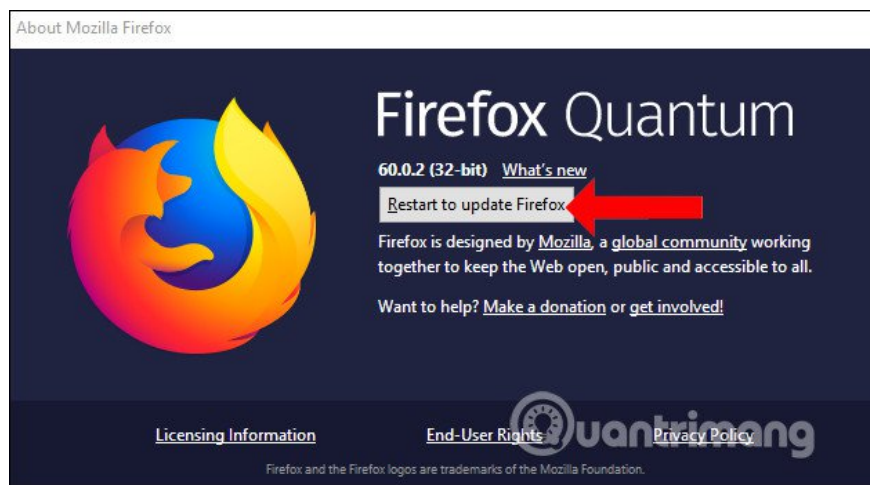 About Mozilla Firefox
Firefox Quantum
60.0.2 (32-bit) What's new
Restart to update Firefox
Firefox is designed by Mozilla, a global community working
together to keep the Web open, public and accessible to all.
Want to help? Make a donation or get involved!
Licensing Information End-User Rights Privacy Policy
Quantrimang
Firefox and the Firefox logos are trademarks of the Mozilla Foundation.